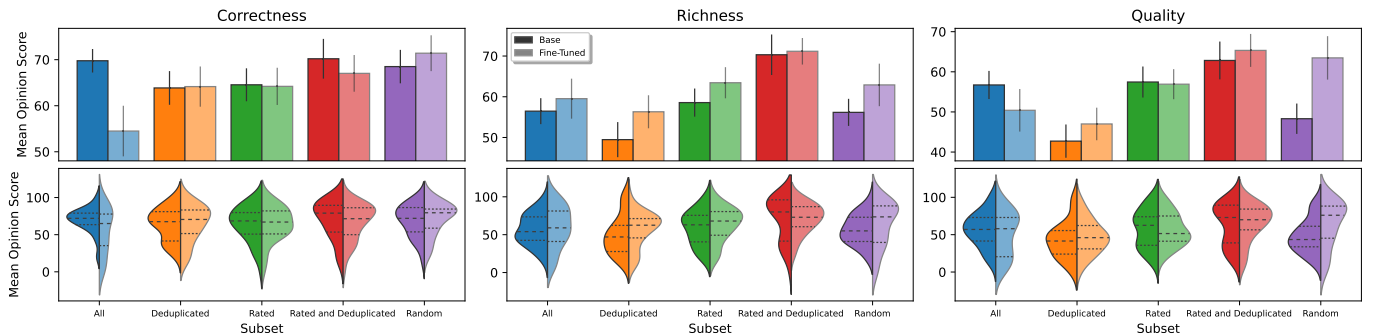 Correctness
Richness
Quality
Mean Opinion Score
70
60
50
Base
Fine-Tuned
70
60
50
70
60
50
40
Mean Opinion Score
100
50
0
100
50
0
100
50
0
All Deduplicated Rated Rated and Deduplicated Random
All Deduplicated Rated Rated and Deduplicated Random
All Deduplicated Rated Rated and Deduplicated Random
Subset
Subset
Subset